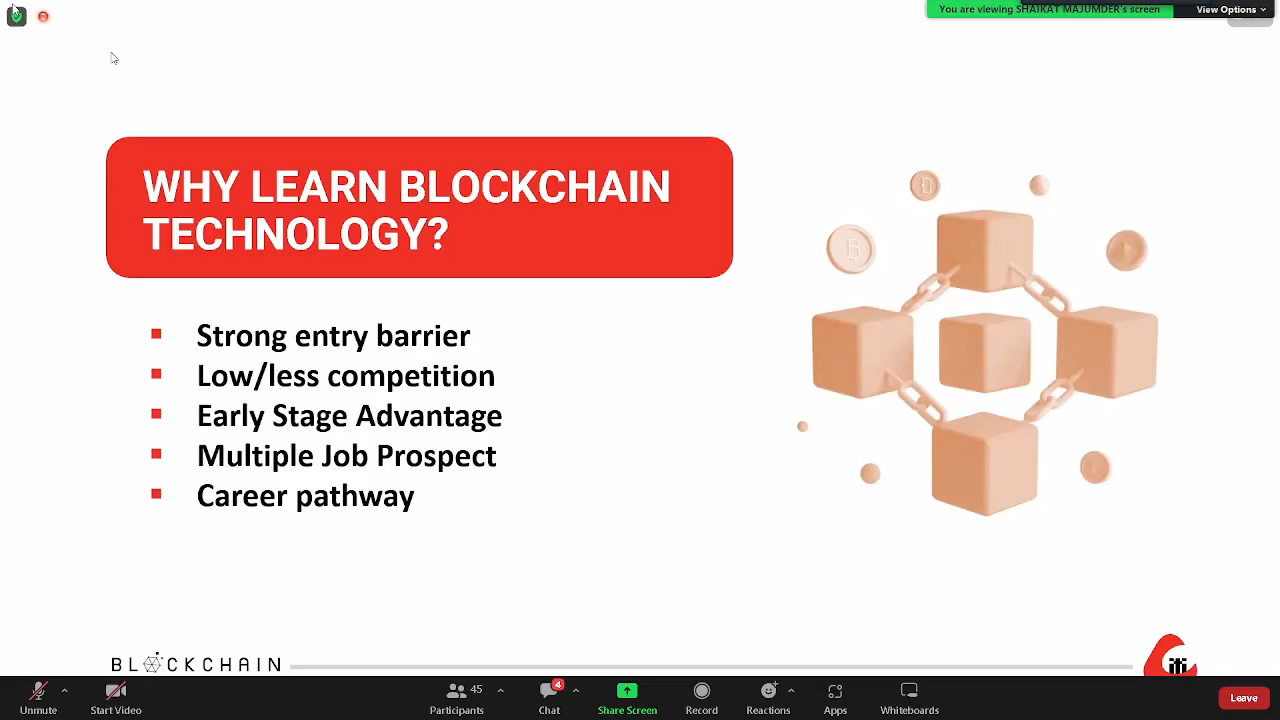 You are viewing SHAIKAT MAJUMDER's screen
View Options
WHY LEARN BLOCKCHAIN
TECHNOLOGY?
Strong entry barrier
Low/less competition
Early Stage Advantage
Multiple Job Prospect
Career pathway
BLOCKCHAIN
iti
45
4
Unmute
Start Video
Participants
Chat
Share Screen
Record
Reactions
Apps
Whiteboards
Leave